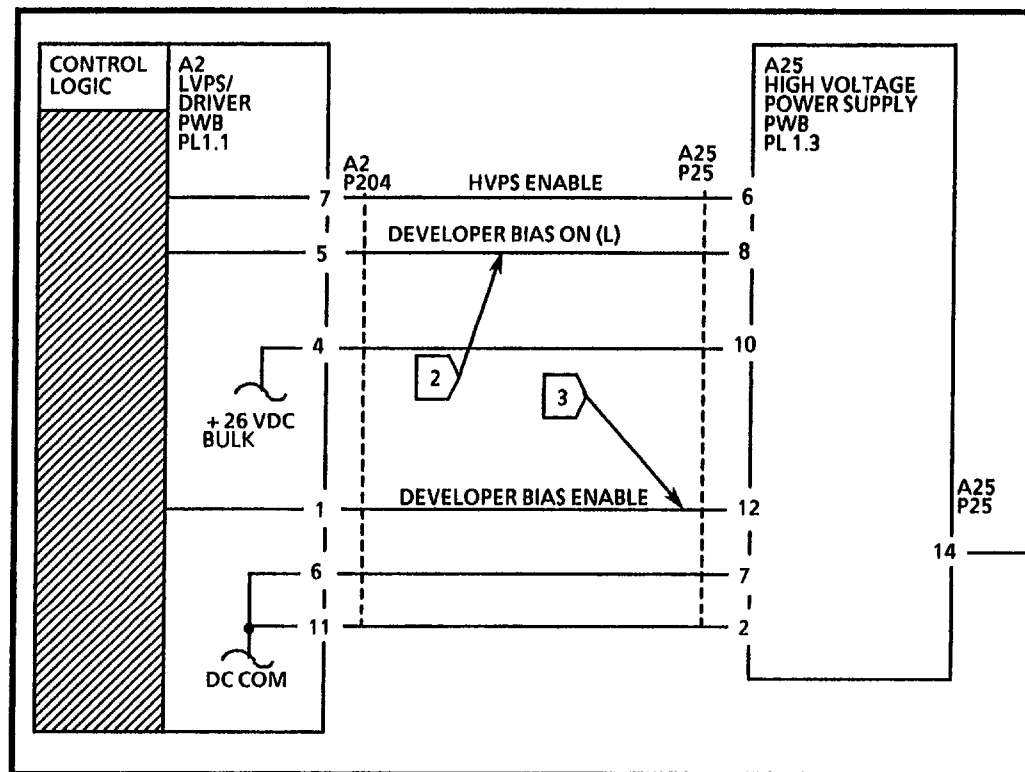 CONTROL
LOGIC
A2
LVPS/
DRIVER
PWB
PL1.1
A25
HIGH VOLTAGE
POWER SUPPLY
PWB
PL 1.3
A2
P204
A25
P25
7 HVPS ENABLE 6
5 DEVELOPER BIAS ON (L) 8
4 10
2
3
+ 26 VDC
BULK
1 DEVELOPER BIAS ENABLE 12
A25
P25
14
6 7
11 2
DC COM